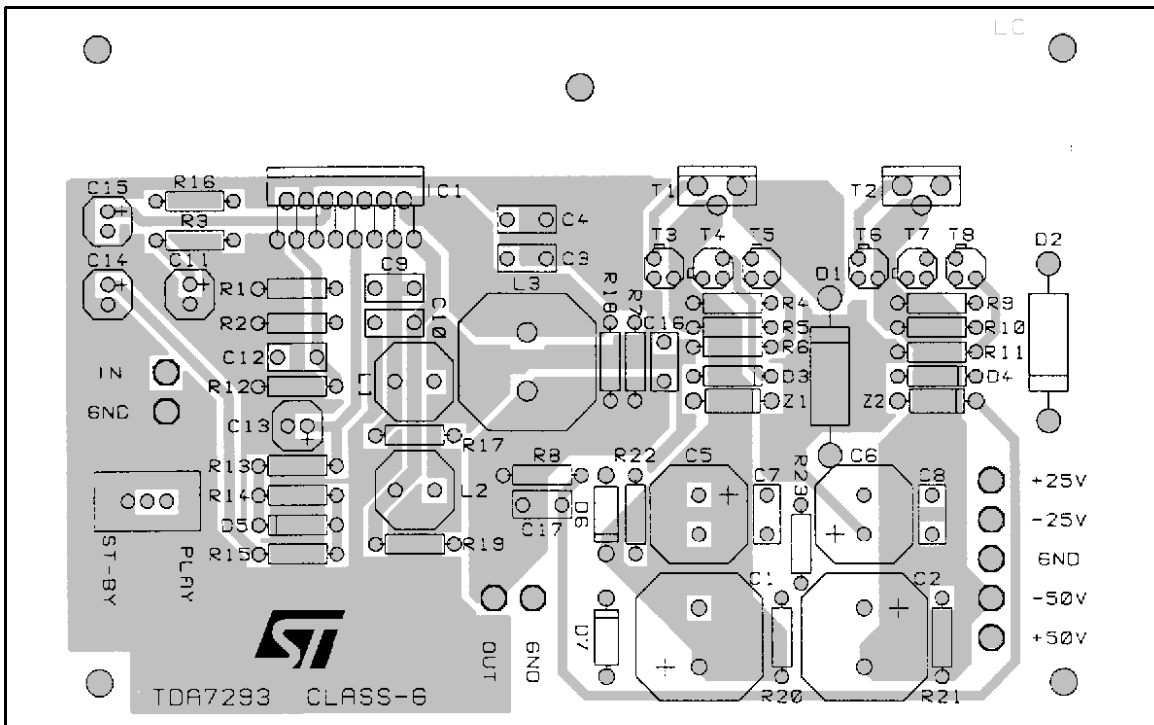 LC
C15 R16 IC1 T1 T2
R3 C4
C14 C11 C9 C3 T3 T4 T5 T6 T7 T8 D2
R1 L3 D1
R2 C10 R18 R7 C16 R4 R9
C12 R5 R10
IN R6 R11
R12 L1 D3 D4
GND Z1 Z2
C13 R17
R13 R8 R22 C5 C7 R23 C6 C8
+25V
R14 L2
-25V
D5 C17 D6
R15 R19 GND
ST-BY PLAY C1 C2
-50V
D7 +50V
ST OUT GND
R20 R21
TDA7293 CLASS-G